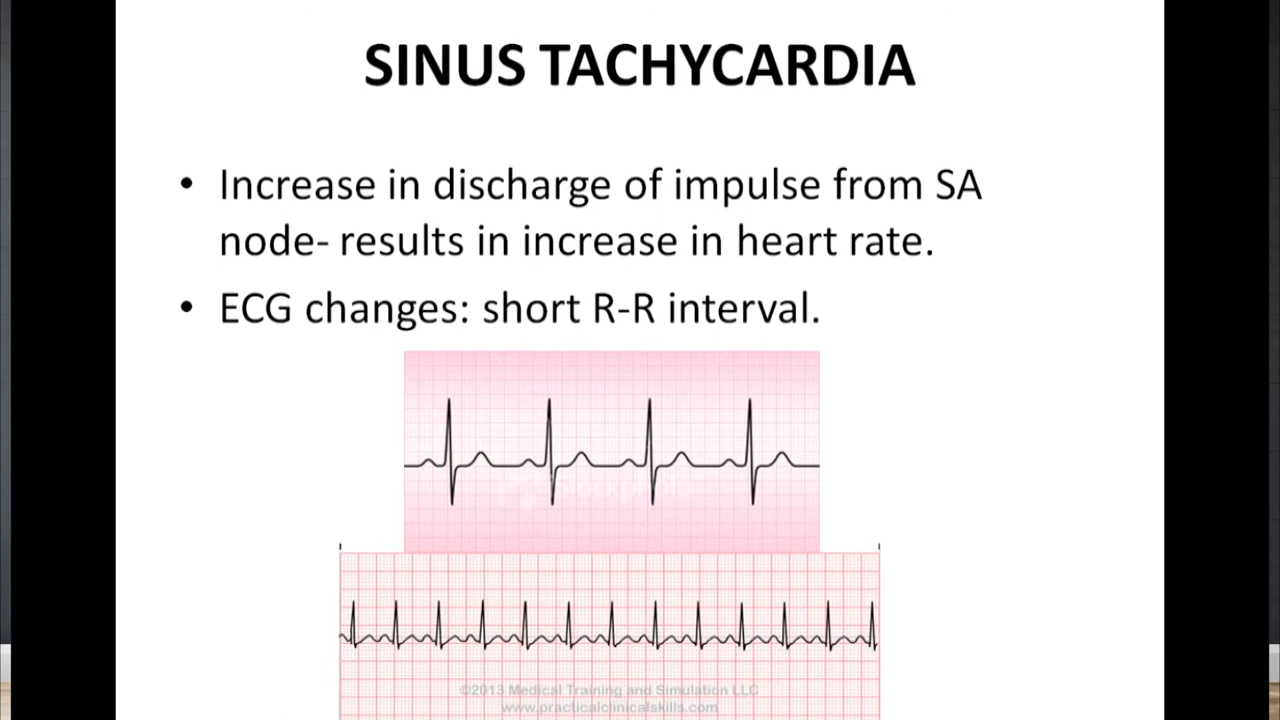 SINUS TACHYCARDIA
• Increase in discharge of impulse from SA
node- results in increase in heart rate.
• ECG changes: short R-R interval.
©2013 Medical Training and Simulation LLC
www.practicalclinicalskills.com